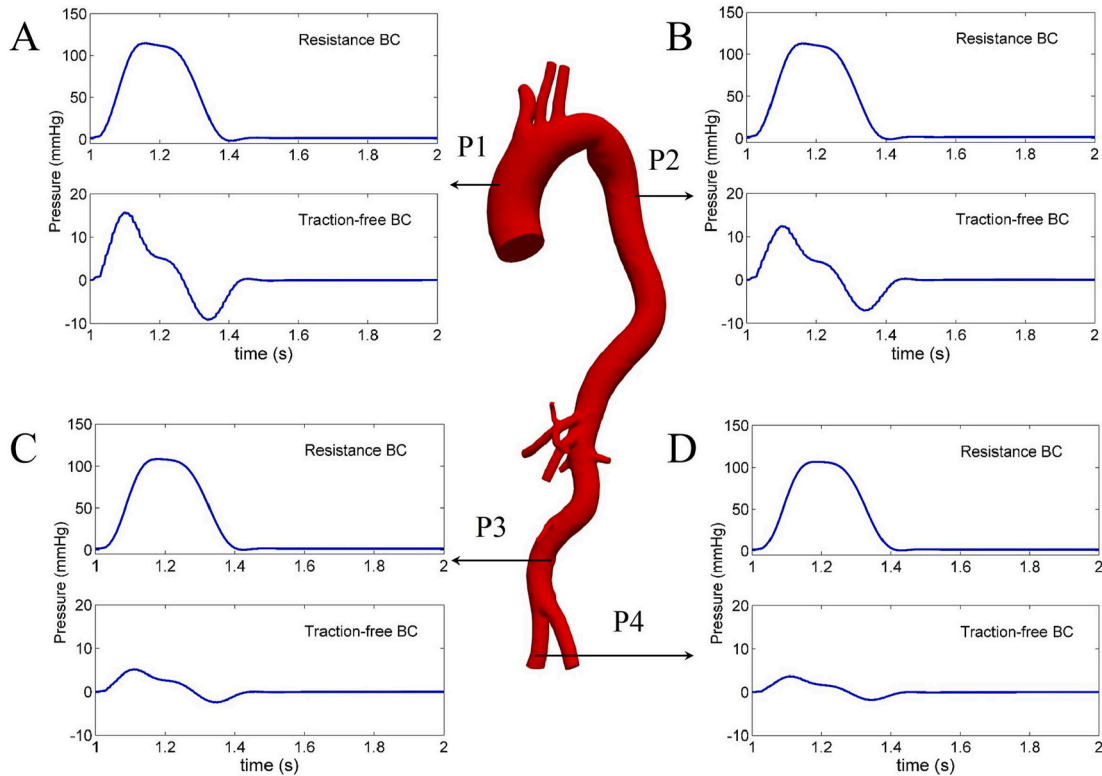 A
150
100
50
0
Resistance BC
1 1.2 1.4 1.6 1.8 2
20
10
0
-10
Traction-free BC
1 1.2 1.4 1.6 1.8 2
Pressure (mmHg)
time (s)
P1
B
150
100
50
0
Resistance BC
1 1.2 1.4 1.6 1.8 2
20
10
0
-10
Traction-free BC
1 1.2 1.4 1.6 1.8 2
Pressure (mmHg)
time (s)
P2
C
150
100
50
0
Resistance BC
1 1.2 1.4 1.6 1.8 2
20
10
0
-10
Traction-free BC
1 1.2 1.4 1.6 1.8 2
Pressure (mmHg)
time (s)
P3
D
150
100
50
0
Resistance BC
1 1.2 1.4 1.6 1.8 2
20
10
0
-10
Traction-free BC
1 1.2 1.4 1.6 1.8 2
Pressure (mmHg)
time (s)
P4